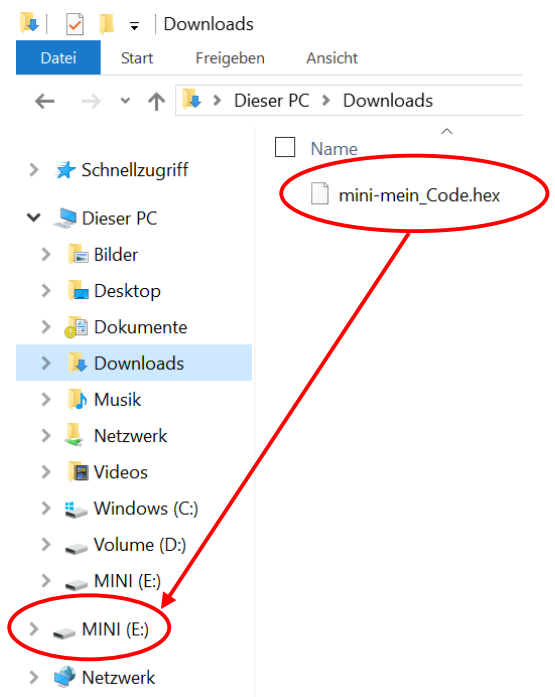 Downloads
Datei Start Freigeben Ansicht
Dieser PC > Downloads
Name
mini-mein_Code.hex
Schnellzugriff
Dieser PC
Bilder
Desktop
Dokumente
Downloads
Musik
Netzwerk
Videos
Windows (C:)
Volume (D:)
MINI (E:)
MINI (E:)
Netzwerk